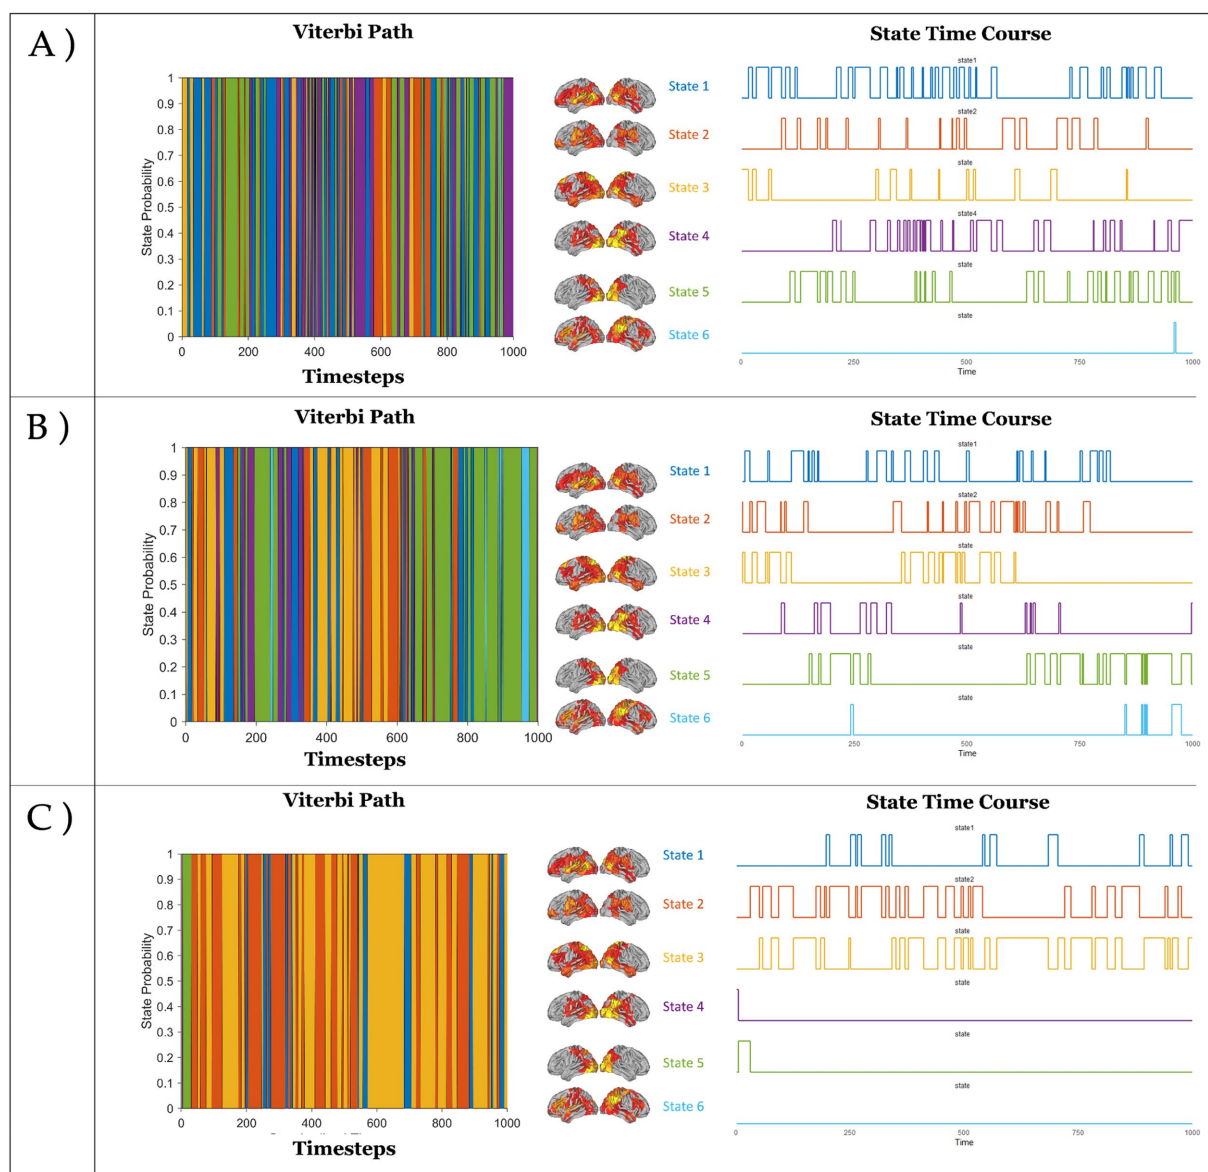 A )
Viterbi Path
State Time Course
1
0.9
0.8
0.7
0.6
0.5
0.4
0.3
0.2
0.1
0
State Probability
0 200 400 600 800 1000
Timesteps
State 1
State 2
State 3
State 4
State 5
State 6
state1
state2
state
state4
state
state
0 250 500 750 1000
Time
B )
Viterbi Path
State Time Course
1
0.9
0.8
0.7
0.6
0.5
0.4
0.3
0.2
0.1
0
State Probability
0 200 400 600 800 1000
Timesteps
State 1
State 2
State 3
State 4
State 5
State 6
state1
state2
state
state
state
state
0 250 500 750 1000
Time
C )
Viterbi Path
State Time Course
1
0.9
0.8
0.7
0.6
0.5
0.4
0.3
0.2
0.1
0
State Probability
0 200 400 600 800 1000
Timesteps
State 1
State 2
State 3
State 4
State 5
State 6
state1
state2
state
state
state
state
0 250 500 750 1000
Time